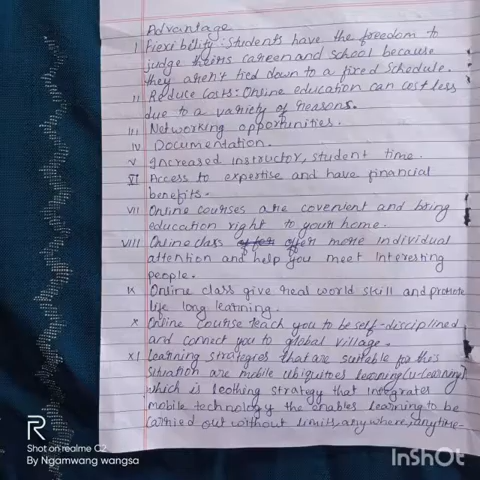 Advantage
I Flexibility: Students have the freedom to
judge theirs career and school because
they aren't tied down to a fixed schedule.
II Reduce Costs: Online education can cost less
due to a variety of reasons.
III Networking opportunities.
IV Documentation.
V Increased instructor, student time.
VI Access to expertise and have financial
benefits.
VII Online courses are covenient and bring
education right to your home.
VIII Online class offer more individual
attention and help you meet interesting
people.
IX Online class give real world skill and promote
life long learning.
X Online Course teach you to be self-disciplined
and connect you to global village.
XI Learning strategies that are suitable for this
situation are mobile ubiquitos learning (u-learning).
which is teathing strategy that integrates
mobile technology the enables learning to be
carried out without limits, anywhere, anytime-
R
Shot on realme C2
By Ngamwang wangsa
InShOt